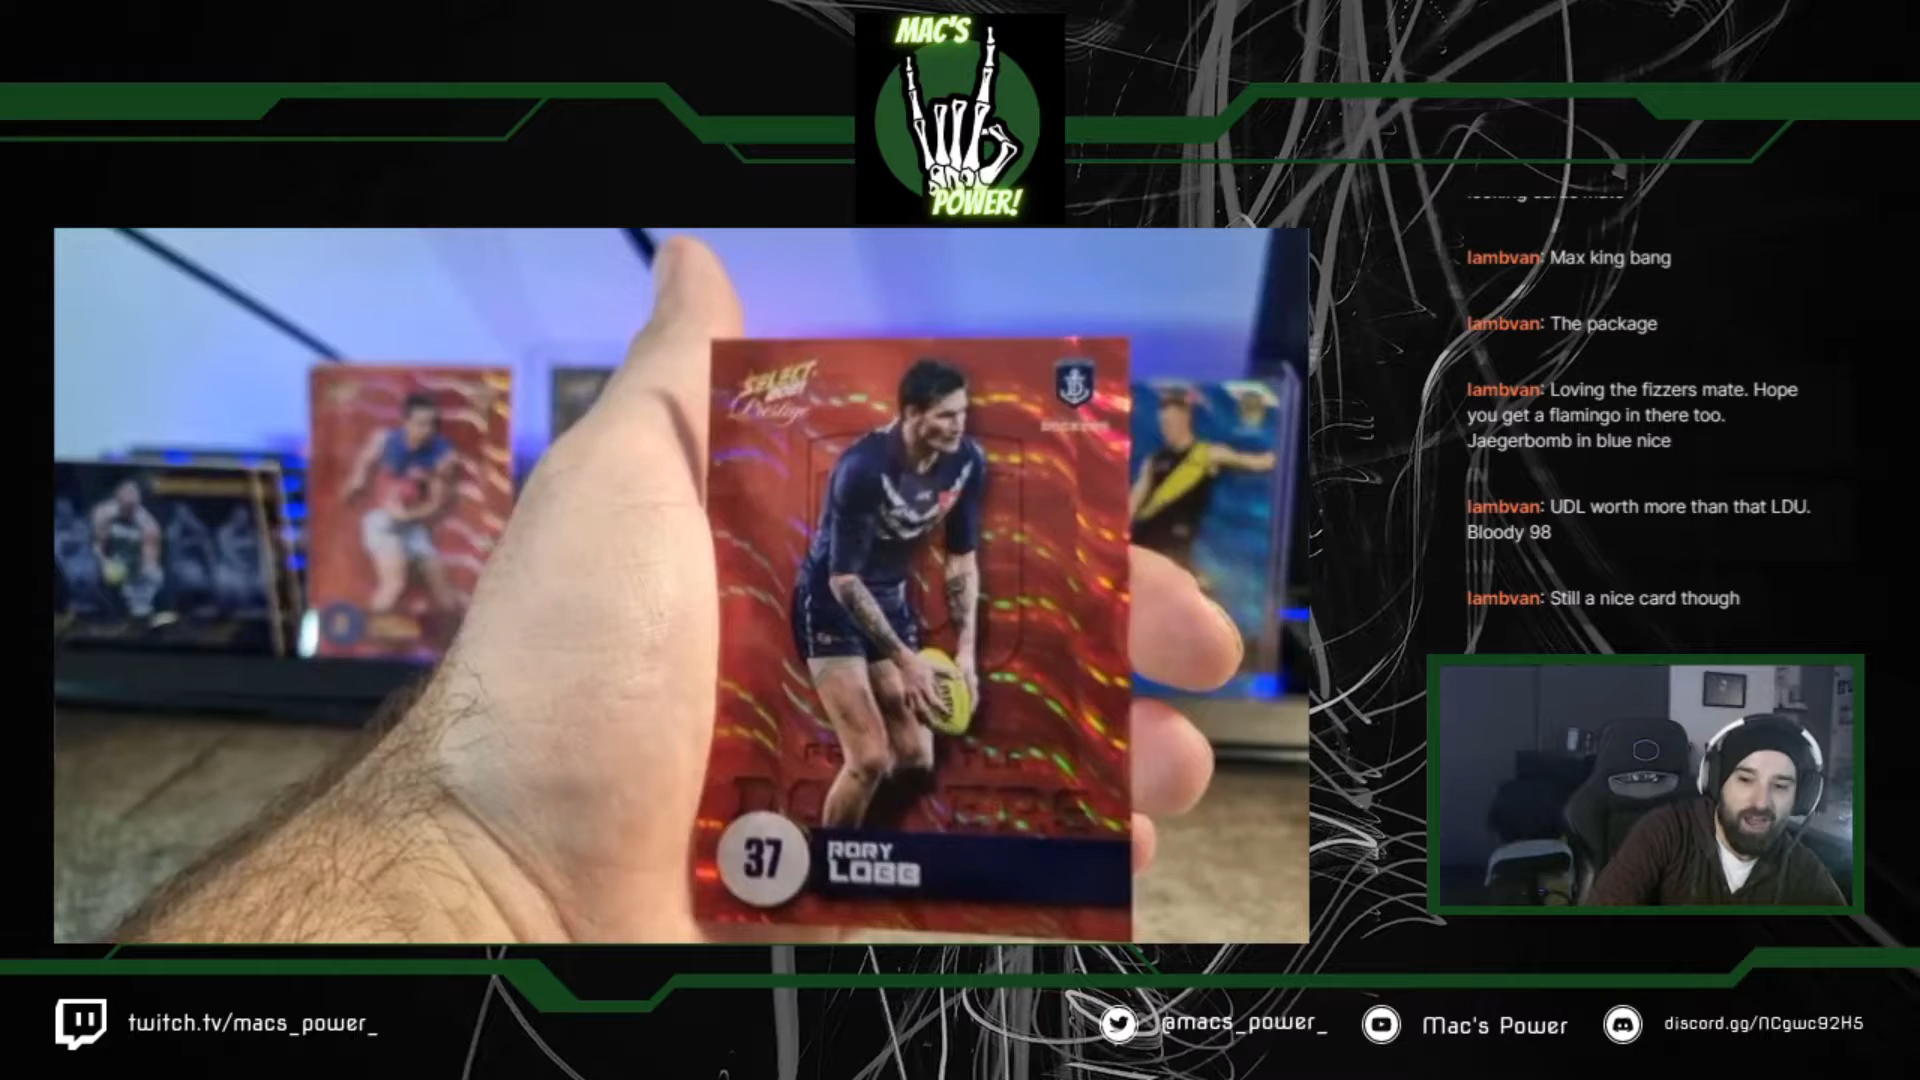 MAC'S
POWER!
lambvan: Max king bang
lambvan: The package
lambvan: Loving the fizzers mate. Hope
you get a flamingo in there too.
Jaegerbomb in blue nice
lambvan: UDL worth more than that LDU.
Bloody 98
lambvan: Still a nice card though
SELECT
2021
Prestige
DOCKERS
37
RORY
LOBB
twitch.tv/macs_power_
@macs_power_
Mac's Power
discord.gg/NCgwc92H5